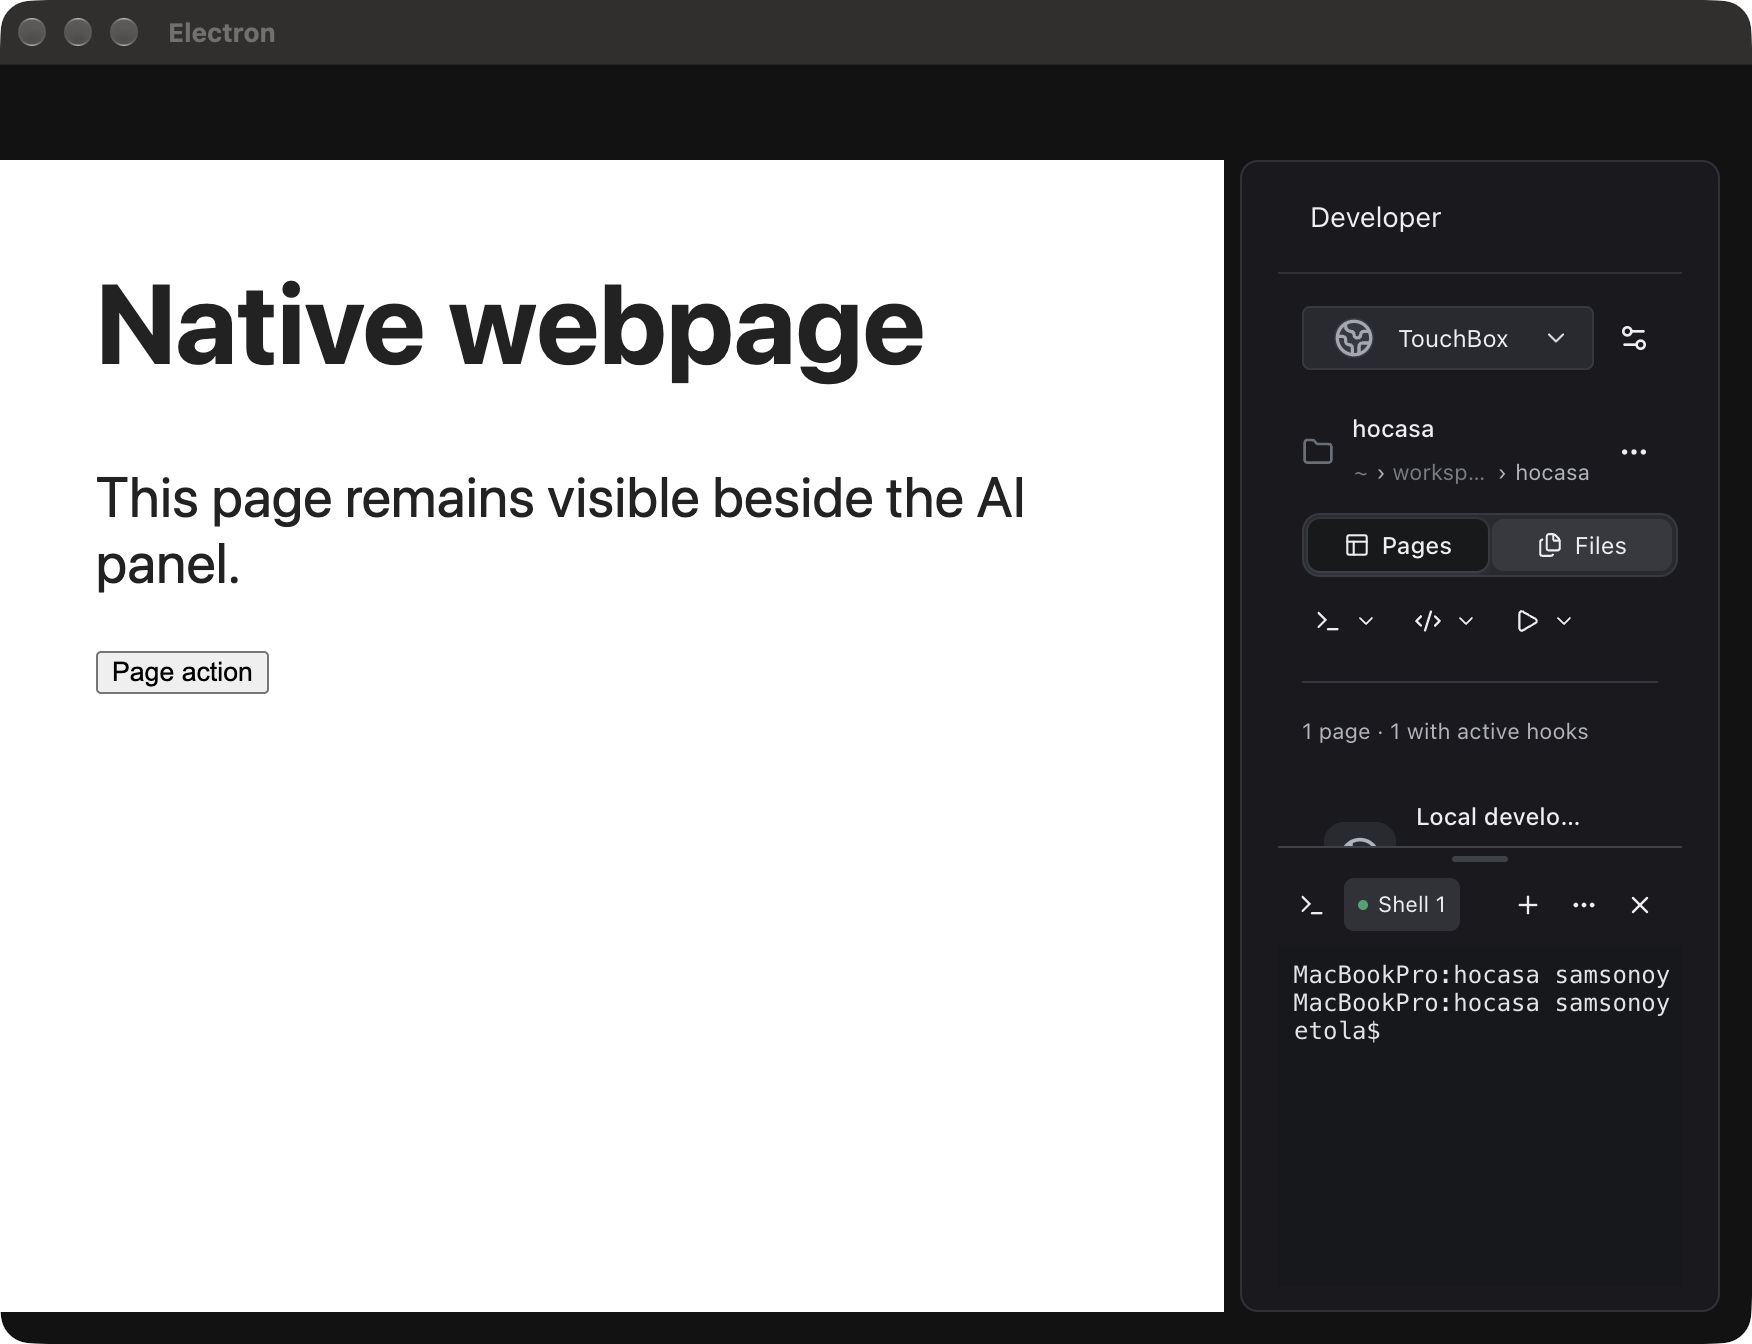 Electron
Native webpage
This page remains visible beside the AI
panel.
Page action
Developer
TouchBox
hocasa
~ › worksp... › hocasa
Pages
Files
1 page · 1 with active hooks
Local develo...
Shell 1
MacBookPro:hocasa samsonoy
MacBookPro:hocasa samsonoy
etola$